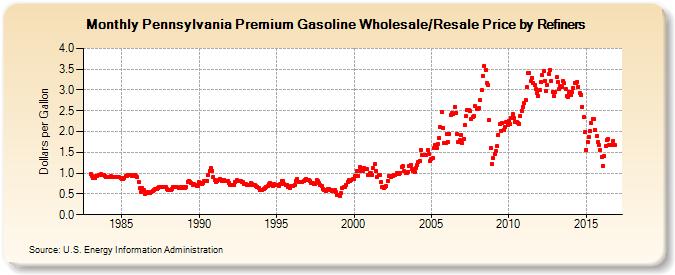 Monthly Pennsylvania Premium Gasoline Wholesale/Resale Price by Refiners
Dollars per Gallon
4.0
3.5
3.0
2.5
2.0
1.5
1.0
0.5
0.0
1985 1990 1995 2000 2005 2010 2015
Source: U.S. Energy Information Administration